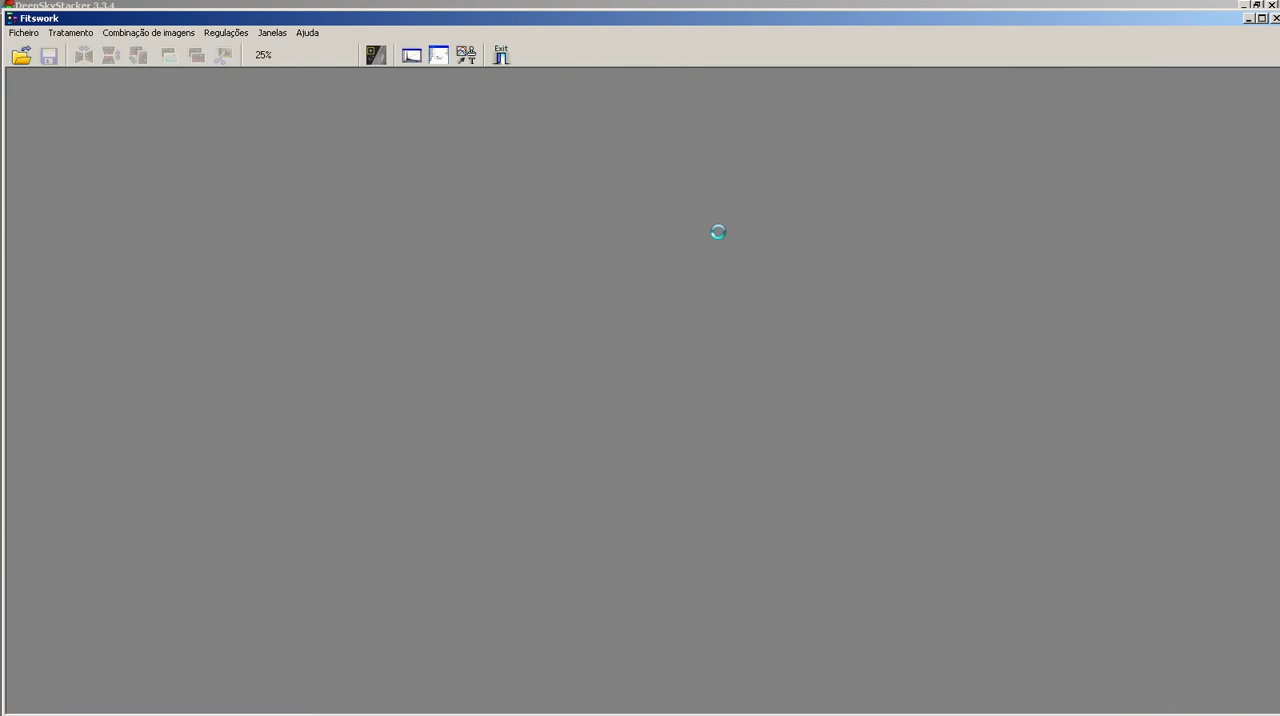 DeepSkyStacker 3.3.4
Fitswork
Ficheiro Tratamento Combinação de imagens Regulações Janelas Ajuda
25% Exit